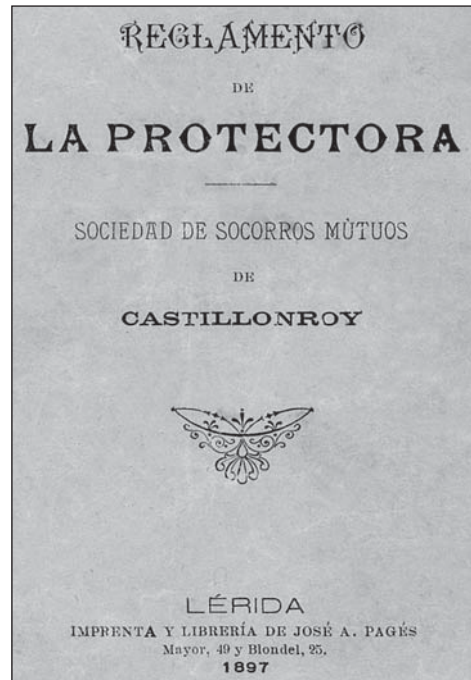 REGLAMENTO
DE
LA PROTECTORA
SOCIEDAD DE SOCORROS MÙTUOS
DE
CASTILLONROY
LÉRIDA
IMPRENTA Y LIBRERÍA DE JOSÉ A. PAGÉS
Mayor, 49 y Blondel, 25.
1897